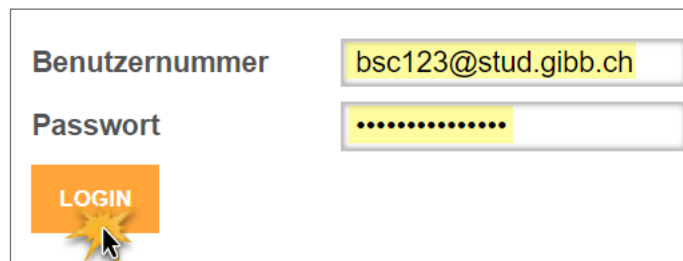 Benutzernummer bsc123@stud.gibb.ch
Passwort •••••••••••••••
LOGIN